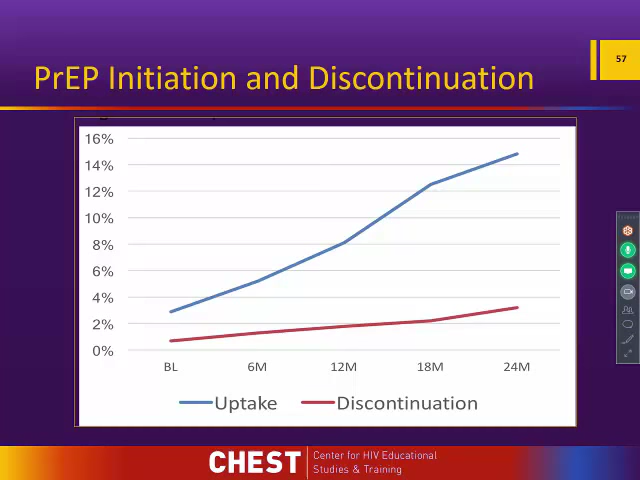 57
PrEP Initiation and Discontinuation
16%
14%
12%
10%
8%
6%
4%
2%
0%
BL 6M 12M 18M 24M
Uptake Discontinuation
CHEST
Center for HIV Educational
Studies & Training